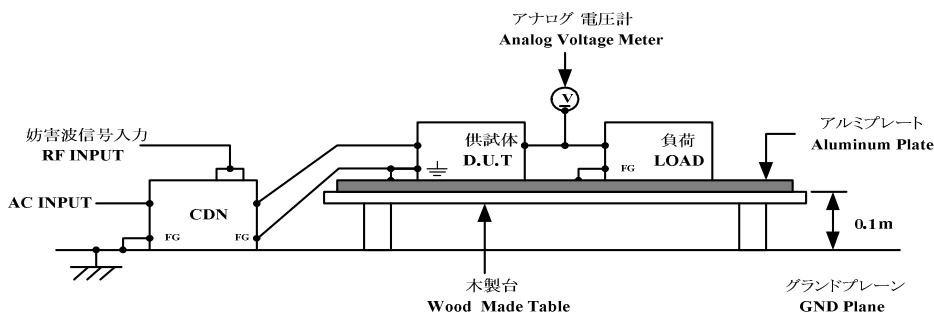 アナログ 電圧計
Analog Voltage Meter
V
妨害波信号入力
RF INPUT
供試体
D.U.T
負荷
LOAD
FG
アルミプレート
Aluminum Plate
AC INPUT
CDN
FG
FG
0.1m
木製台
Wood Made Table
グランドプレーン
GND Plane